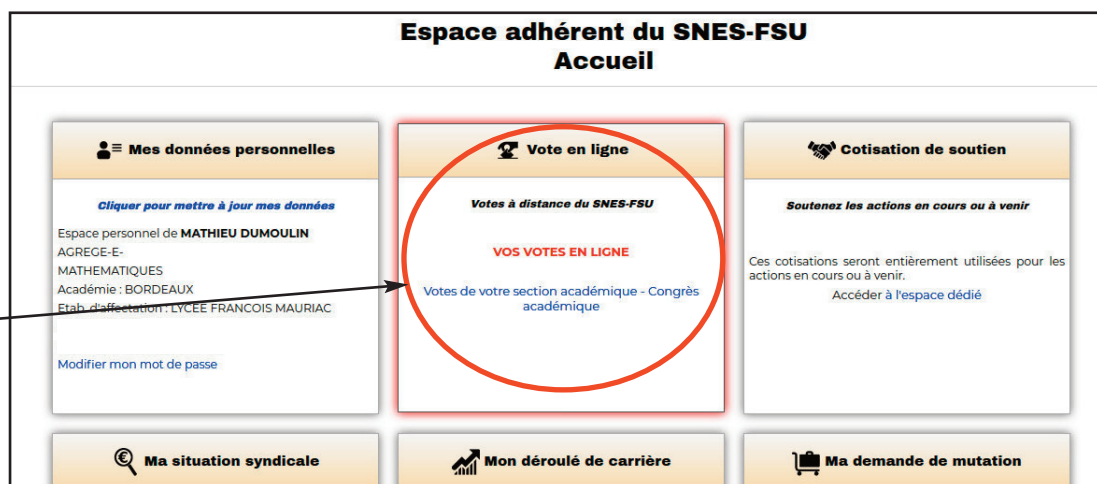 Espace adhérent du SNES-FSU
Accueil
Mes données personnelles
Cliquer pour mettre à jour mes données
Espace personnel de MATHIEU DUMOULIN
AGREGE-E-
MATHEMATIQUES
Académie : BORDEAUX
Etab. d'affectation : LYCEE FRANCOIS MAURIAC
Modifier mon mot de passe
Vote en ligne
Votes à distance du SNES-FSU
VOS VOTES EN LIGNE
Votes de votre section académique - Congrès
académique
Cotisation de soutien
Soutenez les actions en cours ou à venir
Ces cotisations seront entièrement utilisées pour les
actions en cours ou à venir.
Accéder à l'espace dédié
Ma situation syndicale
Mon déroulé de carrière
Ma demande de mutation